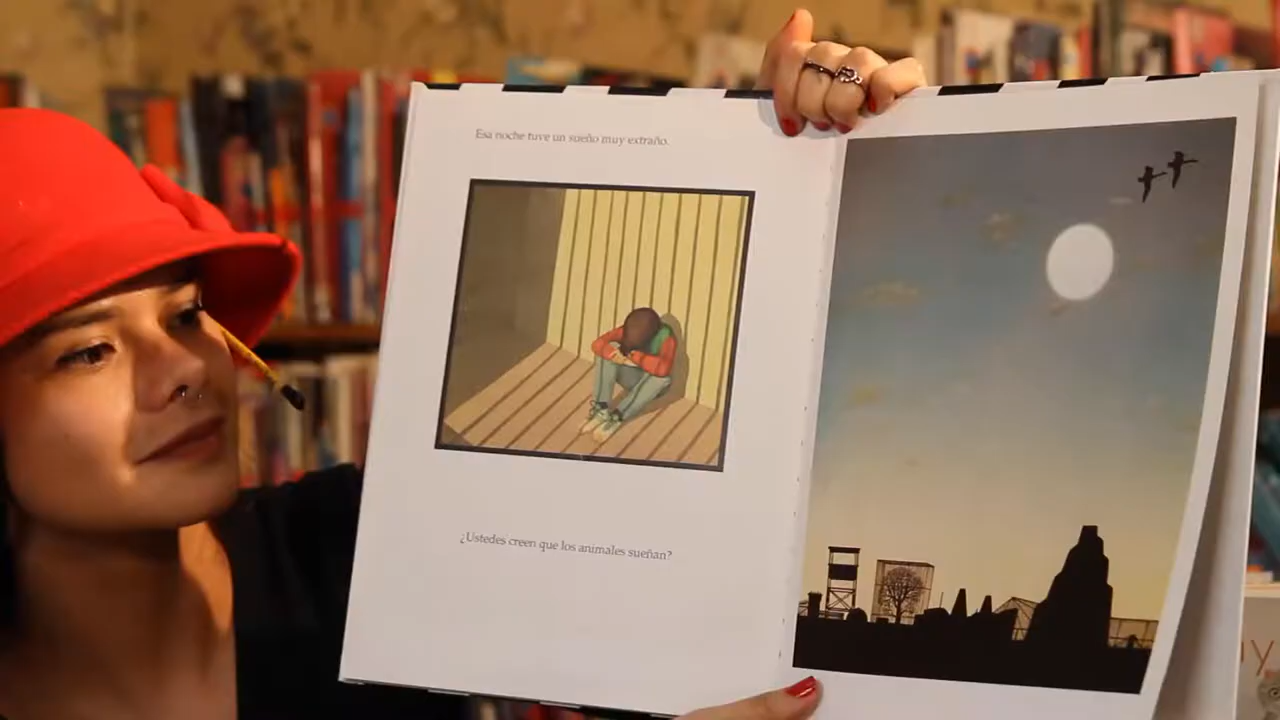 Esa noche tuve un sueño muy extraño.
¿Ustedes creen que los animales sueñan?